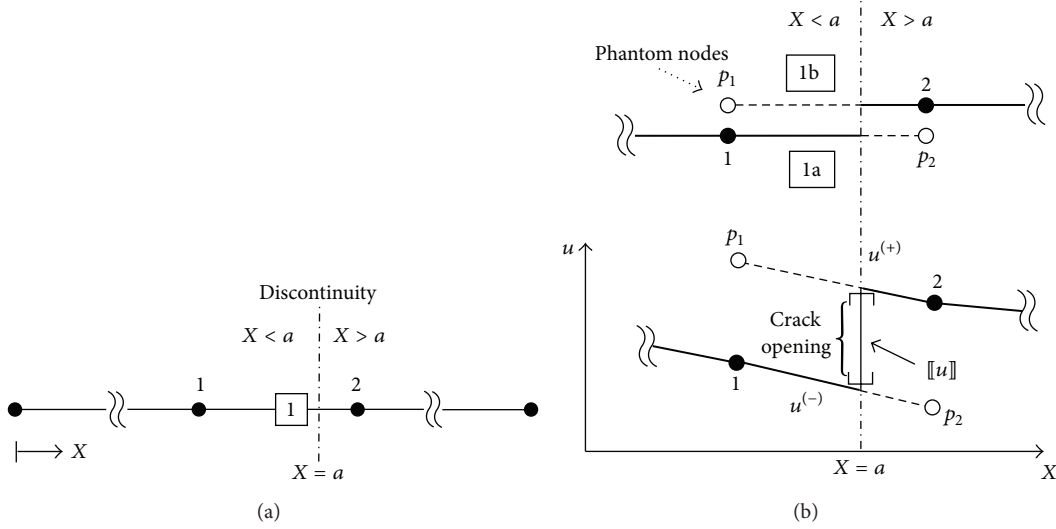 Discontinuity
X < a
X > a
1
1
2
X
X = a
(a)
X < a
X > a
Phantom nodes
p₁
1b
2
1
1a
p₂
u
p₁
u⁽⁺⁾
2
Crack
opening
⟦u⟧
1
u⁽⁻⁾
p₂
X = a
X
(b)